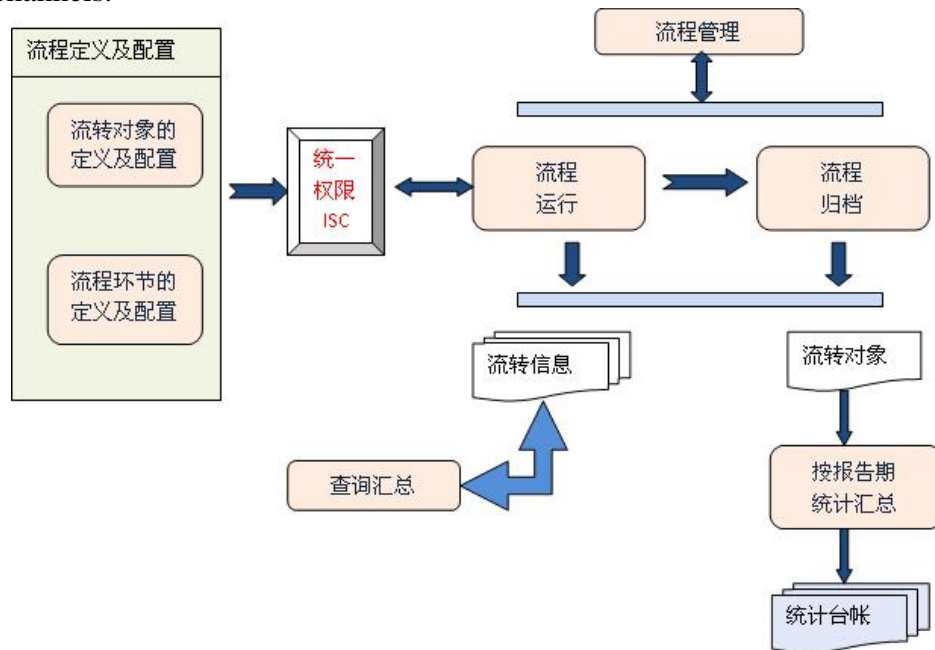 流程定义及配置
流转对象的
定义及配置
流程环节的
定义及配置
统一
权限
ISC
流程管理
流程
运行
流程
归档
流转信息
流转对象
查询汇总
按报告期
统计汇总
统计台帐